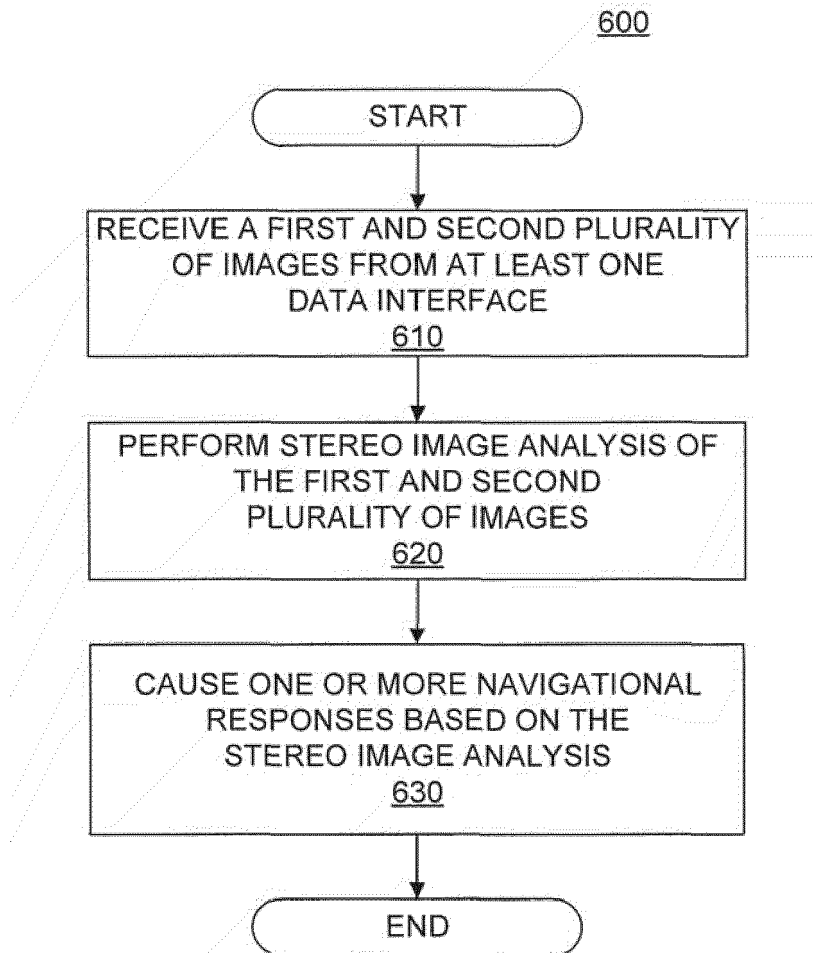 600
START
RECEIVE A FIRST AND SECOND PLURALITY
OF IMAGES FROM AT LEAST ONE
DATA INTERFACE
610
PERFORM STEREO IMAGE ANALYSIS OF
THE FIRST AND SECOND
PLURALITY OF IMAGES
620
CAUSE ONE OR MORE NAVIGATIONAL
RESPONSES BASED ON THE
STEREO IMAGE ANALYSIS
630
END